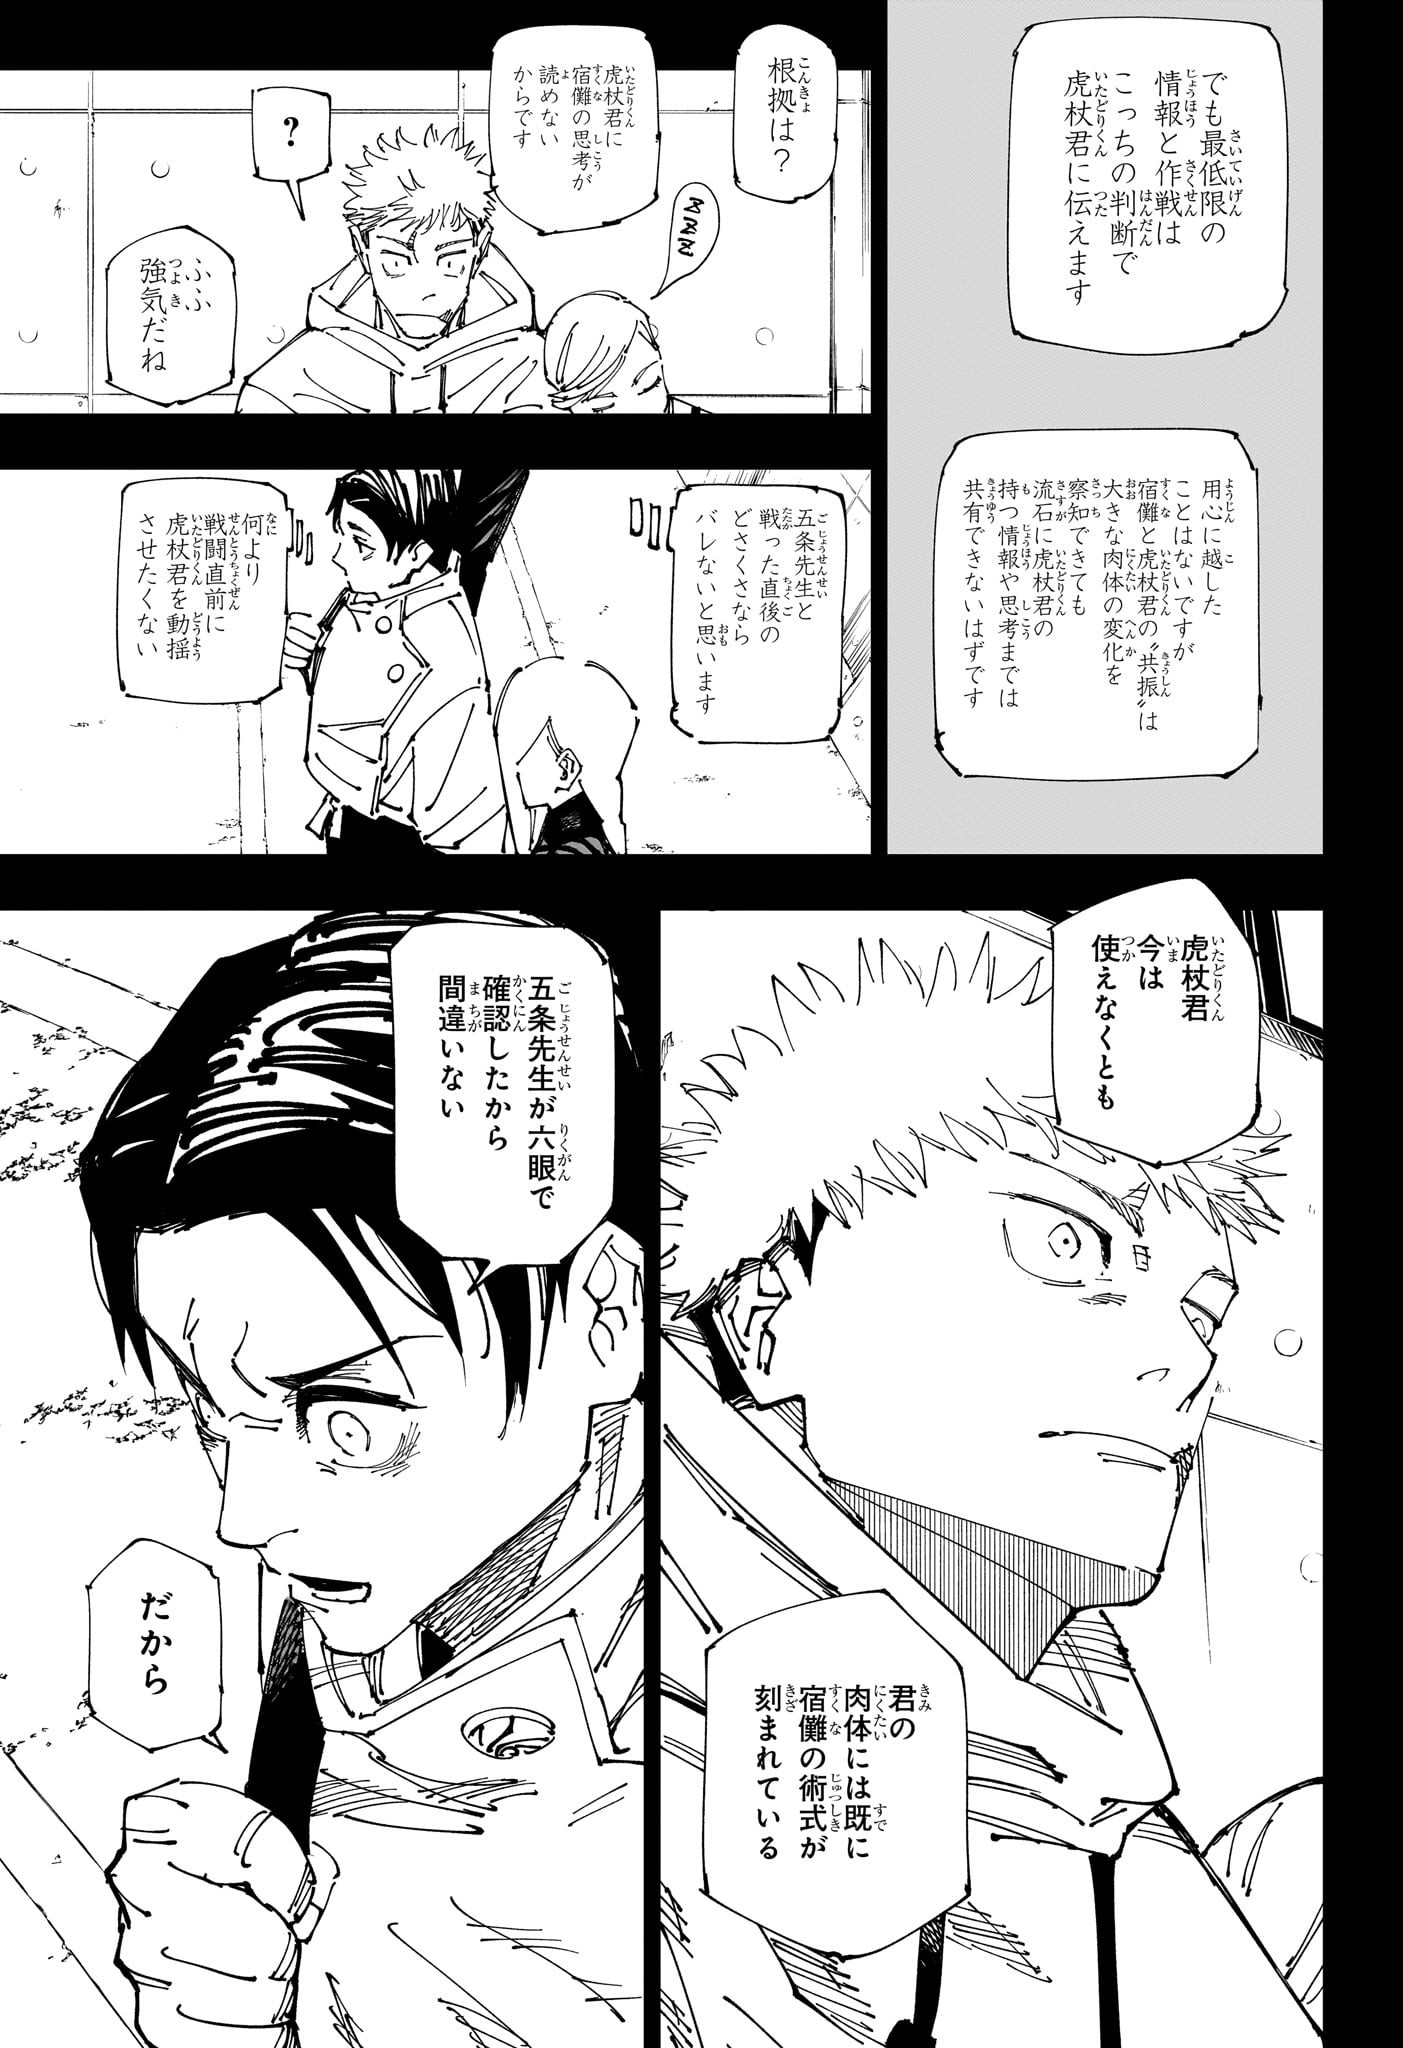 でも最低限の
情報と作戦は
こっちの判断で
虎杖君に伝えます
用心に越した
ことはないですが
宿儺と虎杖君の〝共振〟は
大きな肉体の変化を
察知できても
流石に虎杖君の
持つ情報や思考までは
共有できないはずです
根拠は？
虎杖君に
宿儺の思考が
読めない
からです
？
ふふ
強気だね
五条先生と
戦った直後の
どさくさなら
バレないと思います
何より
戦闘直前に
虎杖君を動揺
させたくない
虎杖君
今は
使えなくとも
君の
肉体には既に
宿儺の術式が
刻まれている
五条先生が六眼で
確認したから
間違いない
だから